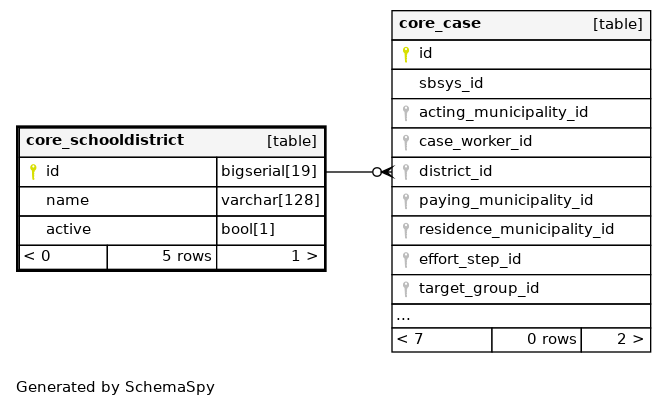 core_case [table]
id
sbsys_id
acting_municipality_id
case_worker_id
district_id
paying_municipality_id
residence_municipality_id
effort_step_id
target_group_id
...
< 7 0 rows 2 >
core_schooldistrict [table]
id bigserial[19]
name varchar[128]
active bool[1]
< 0 5 rows 1 >
Generated by SchemaSpy